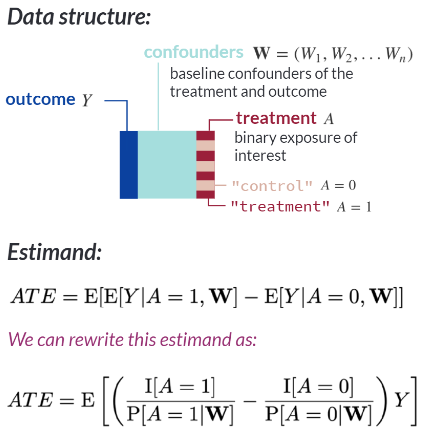 Data structure:
confounders W = (W₁, W₂, . . . Wₙ)
baseline confounders of the
treatment and outcome
outcome Y
treatment A
binary exposure of
interest
"control" A = 0
"treatment" A = 1
Estimand:
ATE = E[E[Y|A = 1, W] − E[Y|A = 0, W]]
We can rewrite this estimand as:
ATE = E[(I[A = 1]/P[A = 1|W] − I[A = 0]/P[A = 0|W])Y]